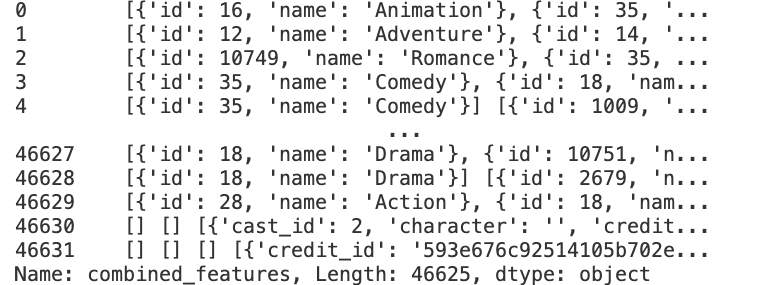 0        [{'id': 16, 'name': 'Animation'}, {'id': 35, '...
1        [{'id': 12, 'name': 'Adventure'}, {'id': 14, '...
2        [{'id': 10749, 'name': 'Romance'}, {'id': 35, ...
3        [{'id': 35, 'name': 'Comedy'}, {'id': 18, 'nam...
4        [{'id': 35, 'name': 'Comedy'}] [{'id': 1009, '...
                               ...
46627    [{'id': 18, 'name': 'Drama'}, {'id': 10751, 'n...
46628    [{'id': 18, 'name': 'Drama'}] [{'id': 2679, 'n...
46629    [{'id': 28, 'name': 'Action'}, {'id': 18, 'nam...
46630    [] [] [{'cast_id': 2, 'character': '', 'credit...
46631    [] [] [] [{'credit_id': '593e676c92514105b702e...
Name: combined_features, Length: 46625, dtype: object